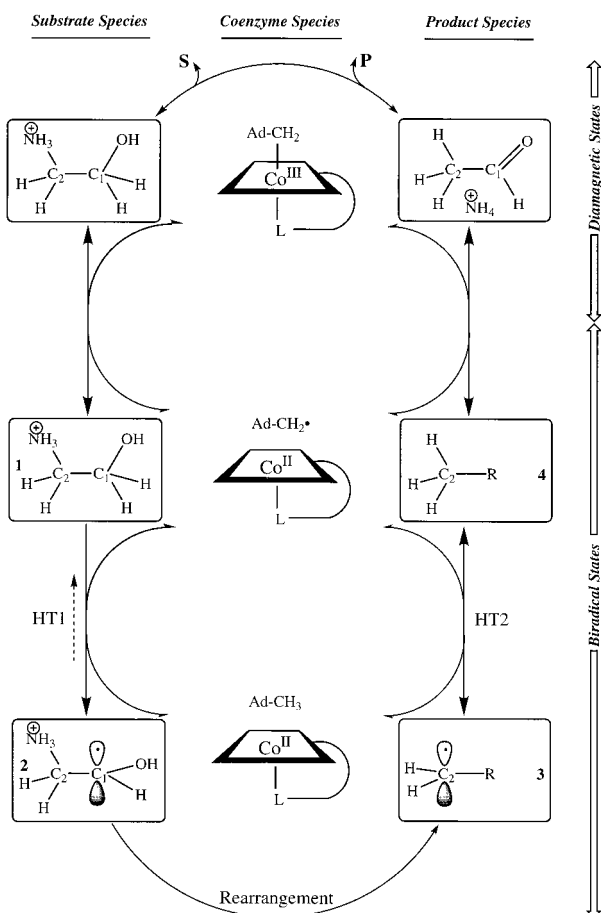 Substrate Species Coenzyme Species Product Species
S P
⊕
NH3 OH
H C2 C1 H
H H
Ad-CH2
CoIII
L
H O
H C2 C1
H ⊕ H
NH4
Diamagnetic States
⊕
1 NH3 OH
H C2 C1 H
H H
Ad-CH2•
CoII
L
H
H C2 R 4
H
HT1 HT2
Biradical States
⊕
NH3
2 H C2 C1 OH
H H
Ad-CH3
CoII
L
H C2 R 3
H
Rearrangement